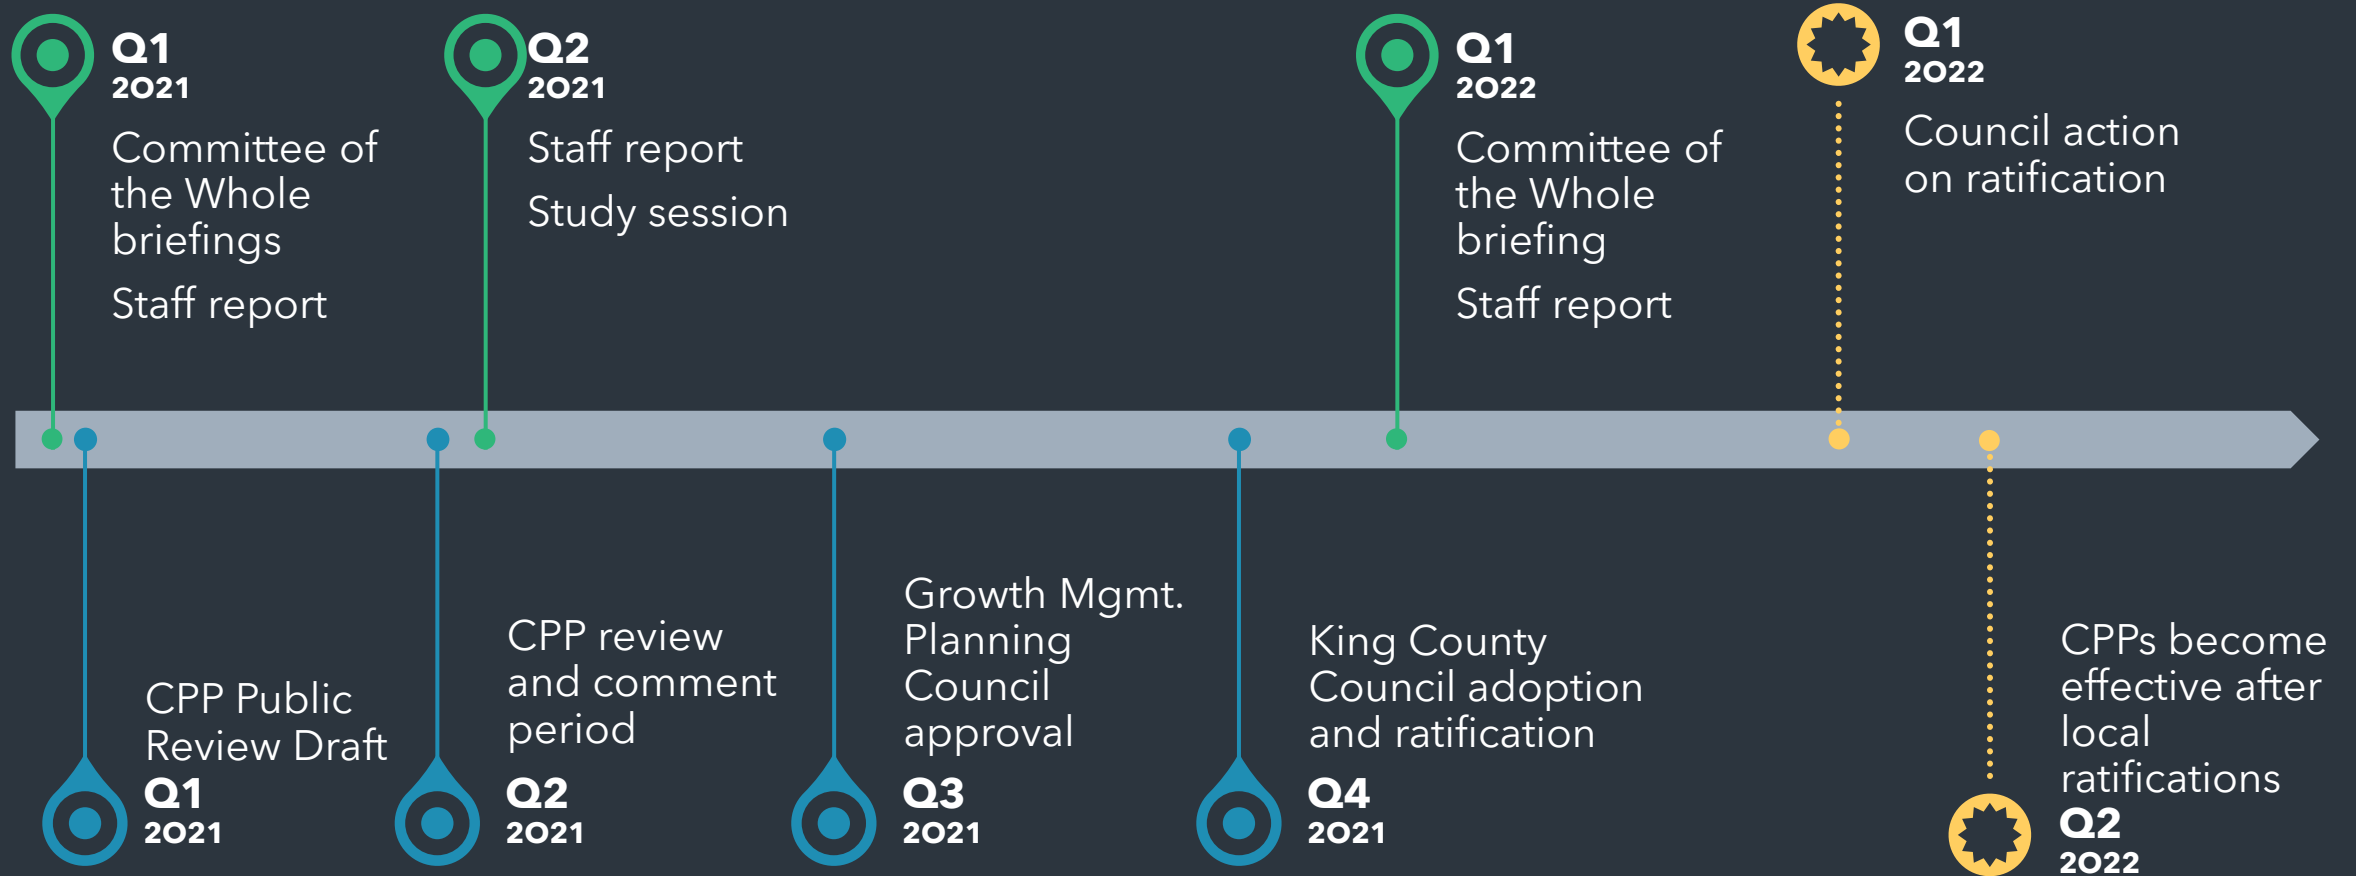 Q1
2021
Committee of
the Whole
briefings
Staff report
Q2
2021
Staff report
Study session
Q1
2022
Committee of
the Whole
briefing
Staff report
Q1
2022
Council action
on ratification
CPP Public
Review Draft
Q1
2021
CPP review
and comment
period
Q2
2021
Growth Mgmt.
Planning
Council
approval
Q3
2021
King County
Council adoption
and ratification
Q4
2021
CPPs become
effective after
local
ratifications
Q2
2022